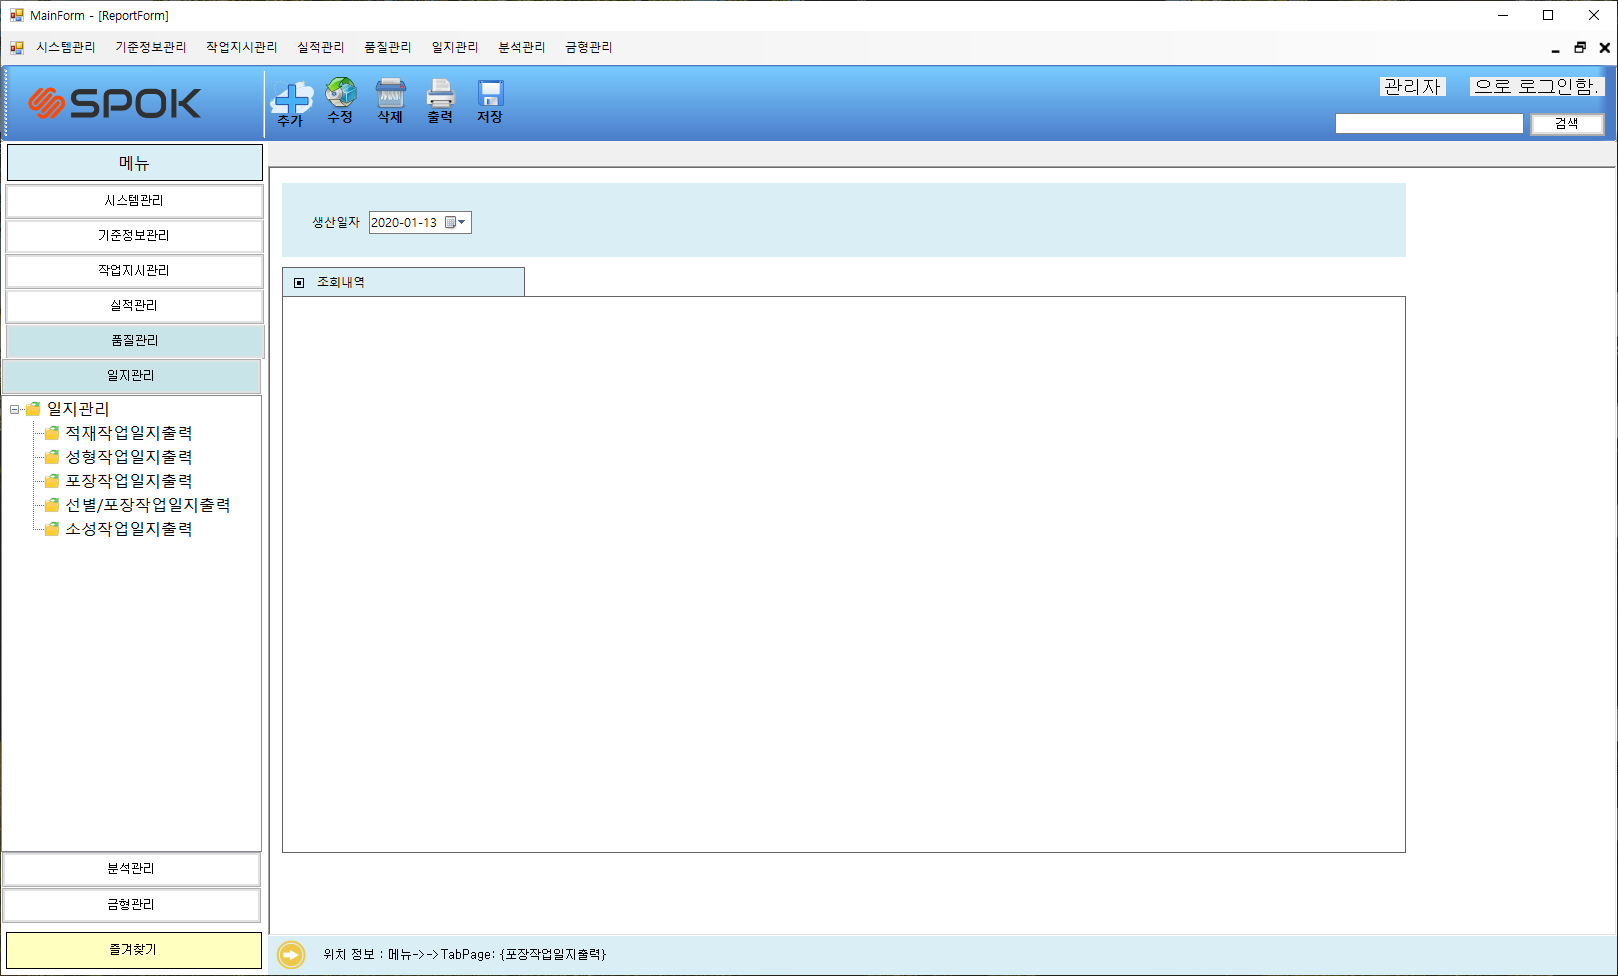 MainForm - [ReportForm]
시스템관리 기준정보관리 작업지시관리 실적관리 품질관리 일지관리 분석관리 금형관리
SPOK
추가 수정 삭제 출력 저장
관리자 으로 로그인함.
검색
메뉴
시스템관리
기준정보관리
작업지시관리
실적관리
품질관리
일지관리
일지관리
적재작업일지출력
성형작업일지출력
포장작업일지출력
선별/포장작업일지출력
소성작업일지출력
분석관리
금형관리
즐겨찾기
생산일자 2020-01-13
조회내역
위치 정보 : 메뉴->->TabPage: {포장작업일지출력}